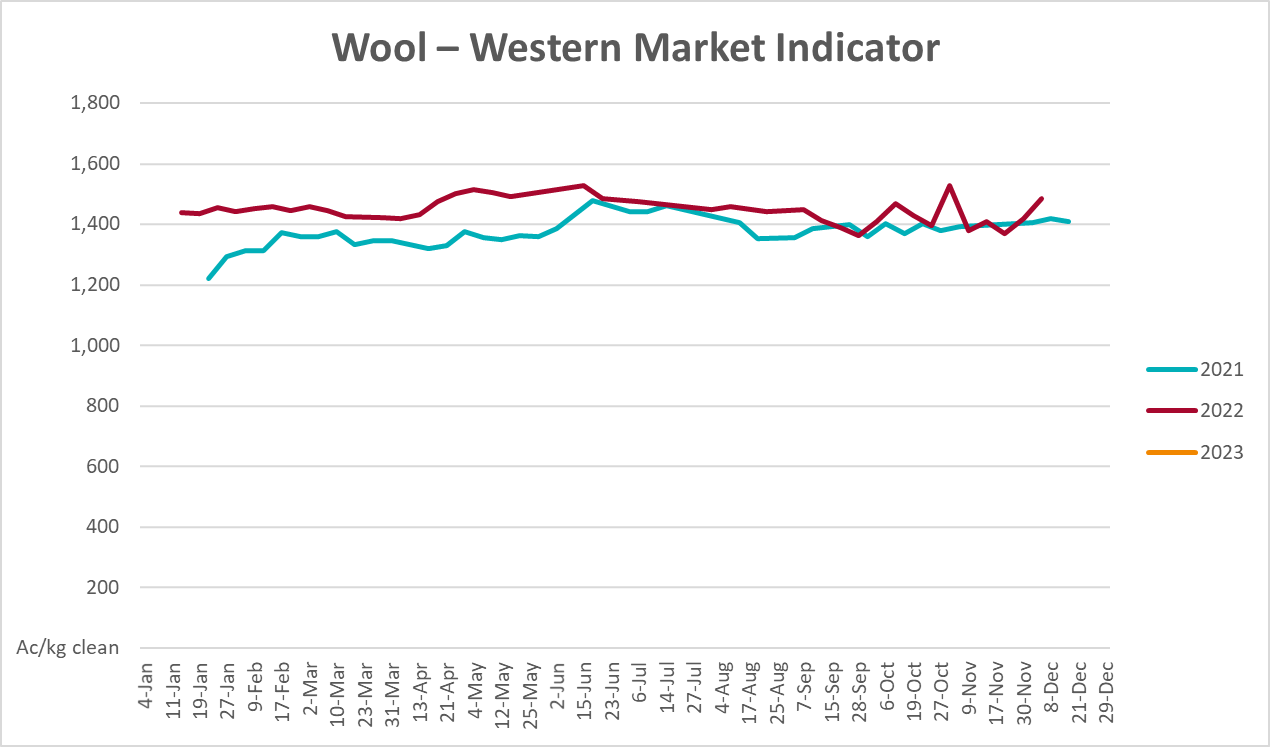 Wool – Western Market Indicator
1,800
1,600
1,400
1,200
1,000
800
600
400
200
Ac/kg clean
4-Jan
11-Jan
19-Jan
27-Jan
9-Feb
17-Feb
2-Mar
10-Mar
23-Mar
31-Mar
13-Apr
21-Apr
4-May
12-May
25-May
2-Jun
15-Jun
23-Jun
6-Jul
14-Jul
27-Jul
4-Aug
17-Aug
25-Aug
7-Sep
15-Sep
28-Sep
6-Oct
19-Oct
27-Oct
9-Nov
17-Nov
30-Nov
8-Dec
21-Dec
29-Dec
2021
2022
2023